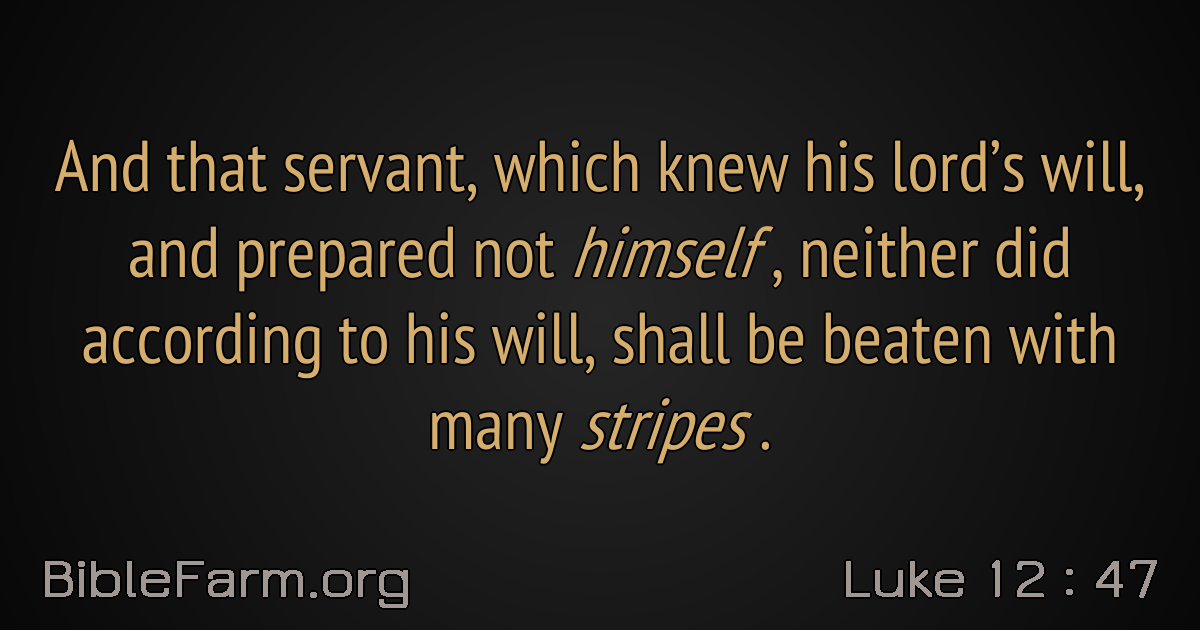 And that servant, which knew his lord’s will,
and prepared not himself , neither did
according to his will, shall be beaten with
many stripes .
BibleFarm.org
Luke 12 : 47